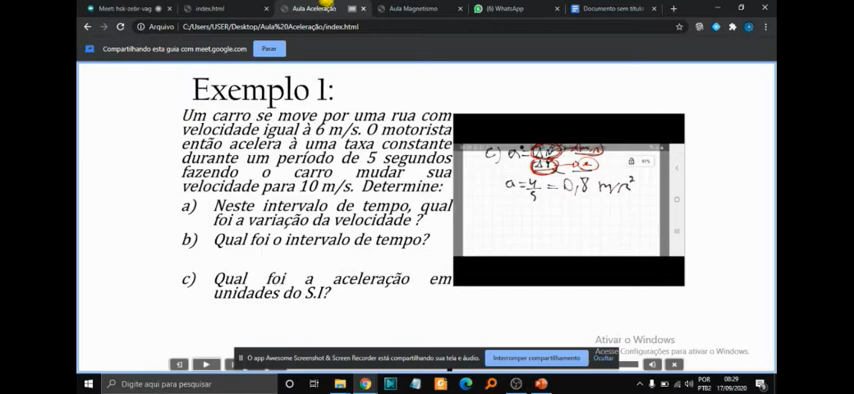 Meet: hsk-zebr-vag
index.html
Aula Aceleração
Aula Magnetismo
(6) WhatsApp
Documento sem título
Arquivo | C:/Users/USER/Desktop/Aula%20Aceleração/index.html
Compartilhando esta guia com meet.google.com
Parar
Exemplo 1:
Um carro se move por uma rua com
velocidade igual à 6 m/s. O motorista
então acelera à uma taxa constante
durante um período de 5 segundos
fazendo o carro mudar sua
velocidade para 10 m/s. Determine:
a) Neste intervalo de tempo, qual
foi a variação da velocidade ?
b) Qual foi o intervalo de tempo?
c) Qual foi a aceleração em
unidades do S.I?
a = 4/5 = 0,8 m/s²
Ativar o Windows
Acesse Configurações para ativar o Windows.
O app Awesome Screenshot & Screen Recorder está compartilhando sua tela e áudio.
Interromper compartilhamento
Ocultar
Digite aqui para pesquisar
POR
PTB2
08:29
17/09/2020